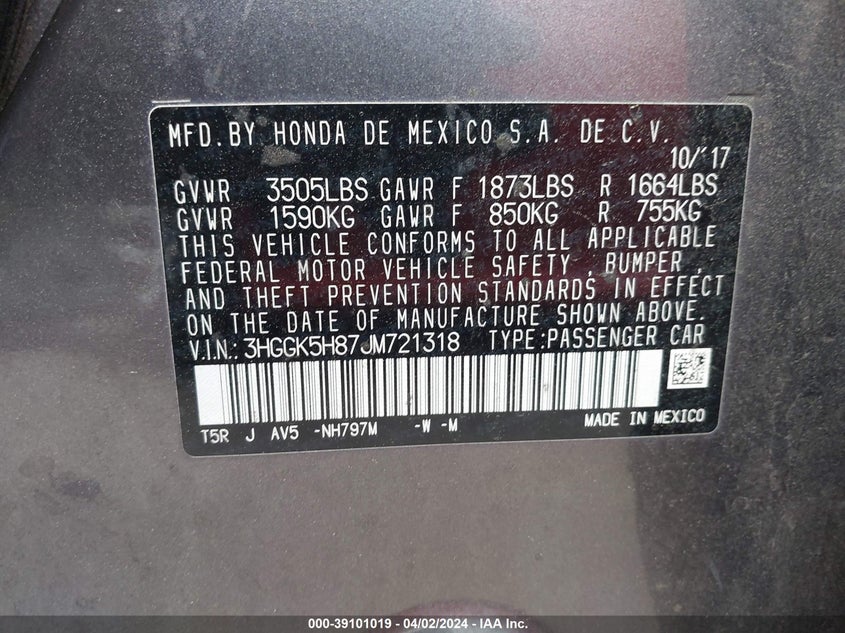 MFD. BY HONDA DE MEXICO S.A. DE C.V.
10/'17
GVWR 3505LBS GAWR F 1873LBS R 1664LBS
GVWR 1590KG GAWR F 850KG R 755KG
THIS VEHICLE CONFORMS TO ALL APPLICABLE
FEDERAL MOTOR VEHICLE SAFETY , BUMPER ,
AND THEFT PREVENTION STANDARDS IN EFFECT
ON THE DATE OF MANUFACTURE SHOWN ABOVE.
V.I.N.: 3HGGK5H87JM721318 TYPE:PASSENGER CAR
T5R J AV5 -NH797M -W -M MADE IN MEXICO
000-39101019 - 04/02/2024 - IAA Inc.